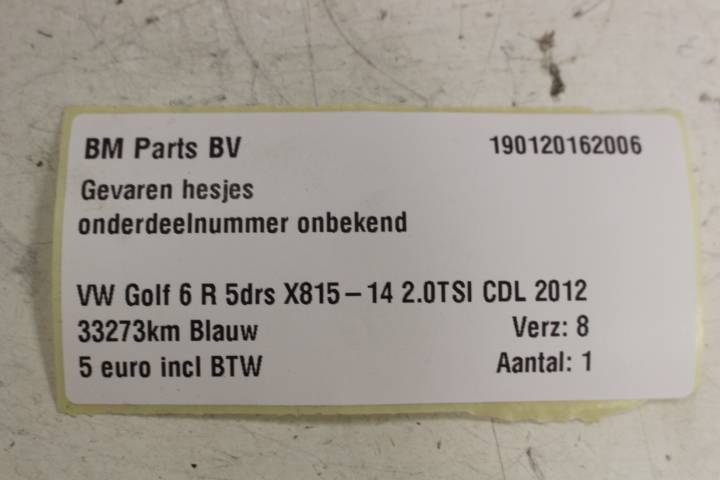 BM Parts BV 190120162006
Gevaren hesjes
onderdeelnummer onbekend
VW Golf 6 R 5drs X815-14 2.0TSI CDL 2012
33273km Blauw Verz: 8
5 euro incl BTW Aantal: 1